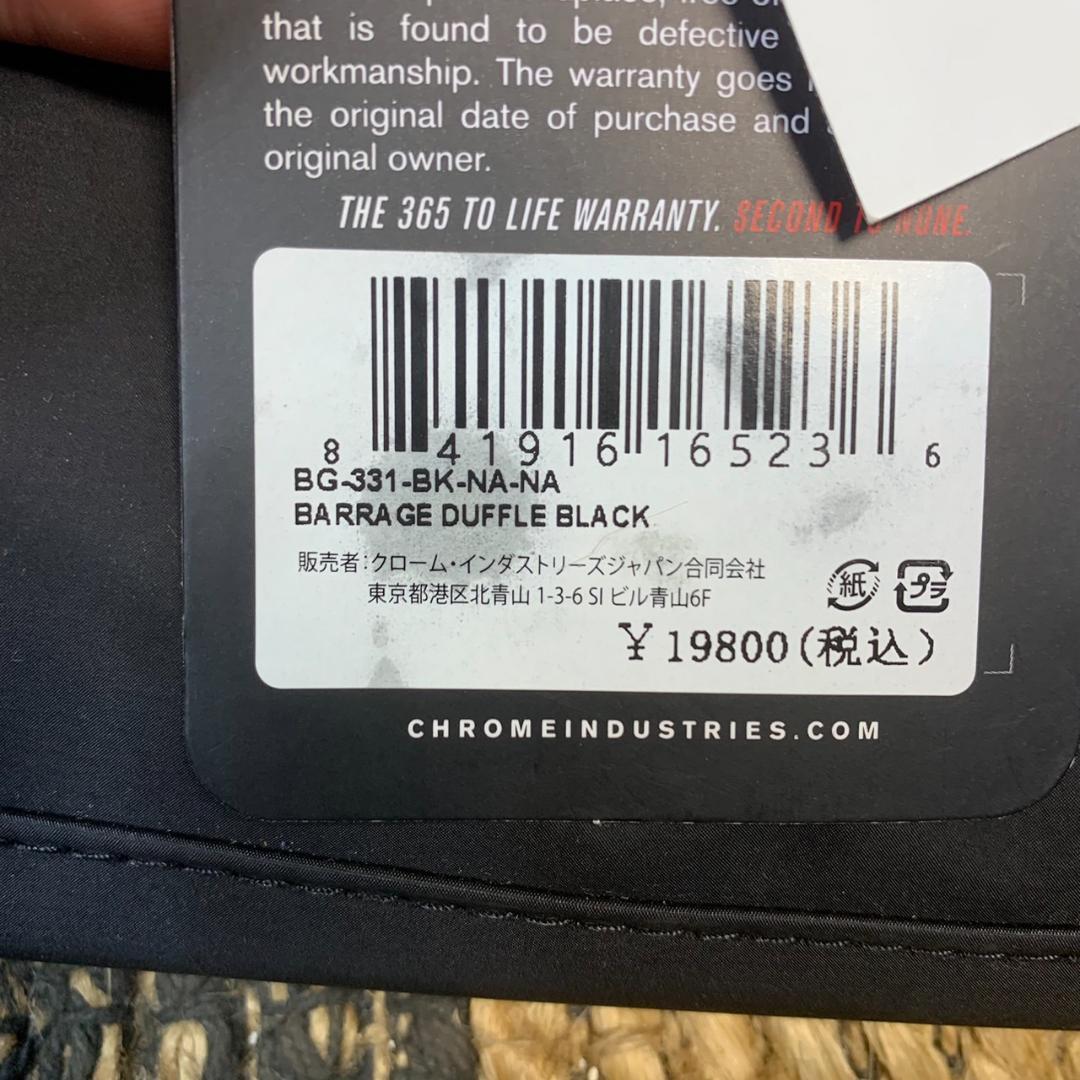 that is found to be defective
workmanship. The warranty goes
the original date of purchase and
original owner.
THE 365 TO LIFE WARRANTY. SECOND TO NONE.
8 41916 16523 6
BG-331-BK-NA-NA
BARRAGE DUFFLE BLACK
販売者:クローム・インダストリーズジャパン合同会社
東京都港区北青山 1-3-6 SI ビル青山6F
紙 プラ
¥ 19800(税込)
CHROMEINDUSTRIES.COM